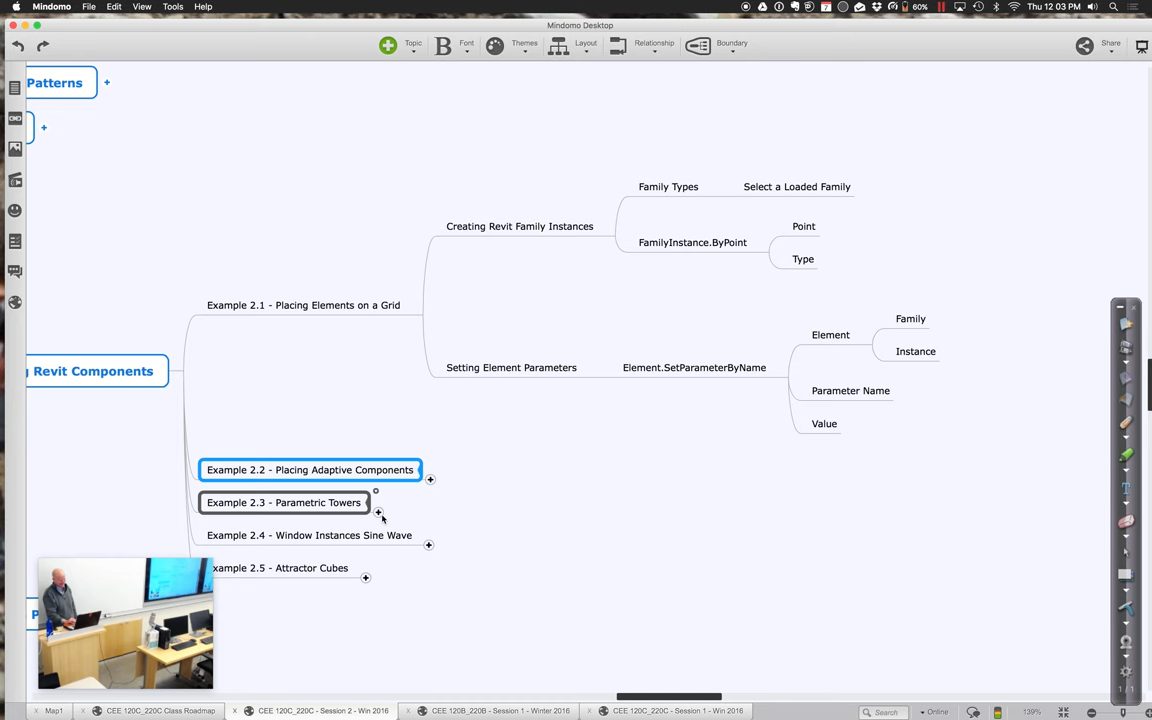 Mindomo File Edit View Tools Help
60% Thu 12 03 PM
Mindomo Desktop
Topic Font Themes Layout Relationship Boundary Share
Patterns
Family Types Select a Loaded Family
Creating Revit Family Instances
Point
FamilyInstance.ByPoint
Type
Example 2.1 - Placing Elements on a Grid
Family
Element
Instance
Setting Element Parameters Element.SetParameterByName
Revit Components
Parameter Name
Value
Example 2.2 - Placing Adaptive Components
Example 2.3 - Parametric Towers
Example 2.4 - Window Instances Sine Wave
Example 2.5 - Attractor Cubes
1 / 1
Map1 CEE 120C_220C Class Roadmap CEE 120C_220C - Session 2 - Win 2016 CEE 120B_220B - Session 1 - Winter 2016 CEE 120C_220C - Session 1 - Win 2016 Search Online 139%